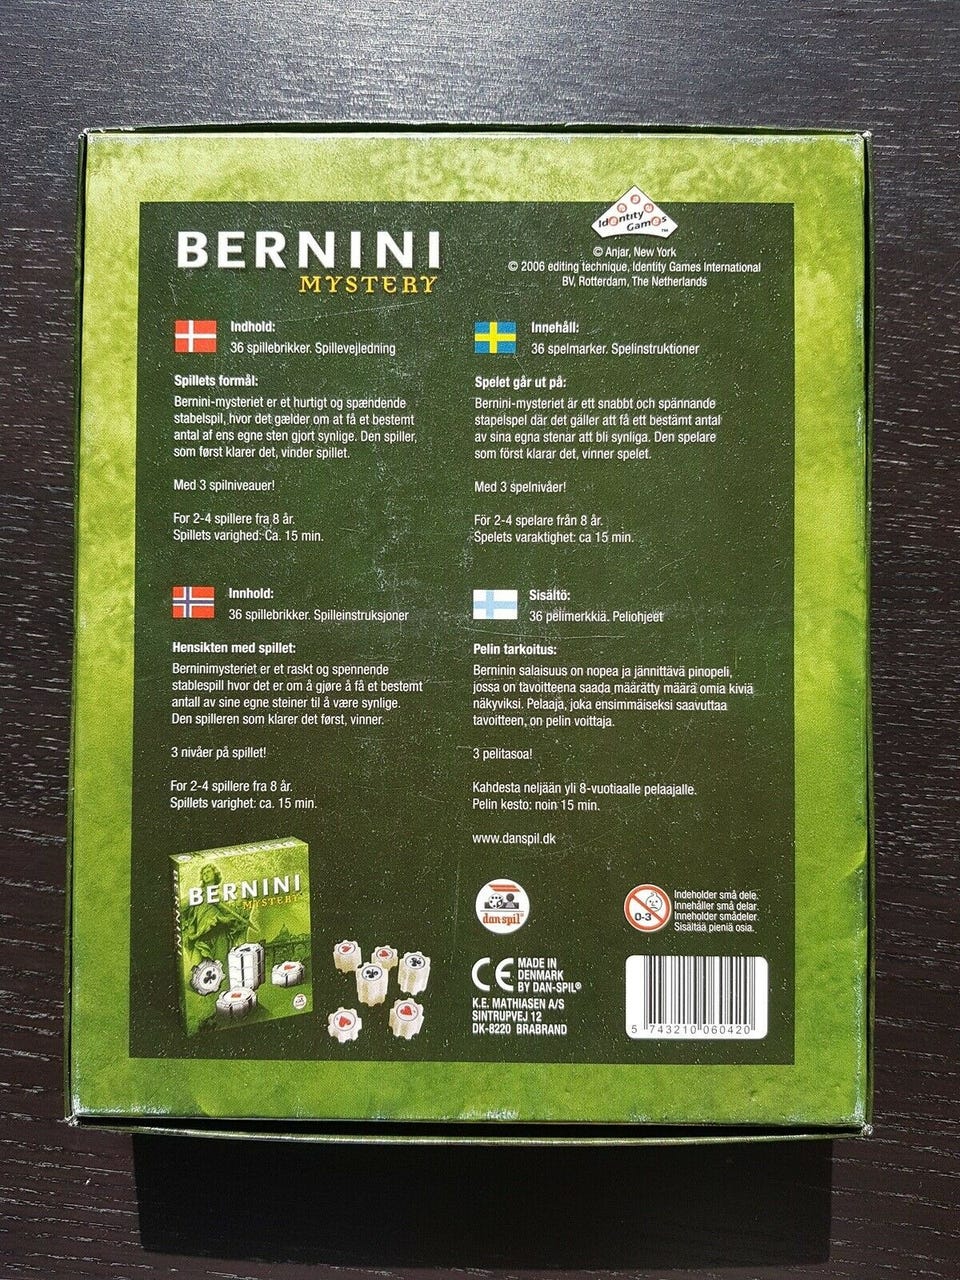 BERNINI
MYSTERY
Identity
Games™
© Anjar, New York
© 2006 editing technique, Identity Games International
BV, Rotterdam, The Netherlands
Indhold:
36 spillebrikker. Spillevejledning
Spillets formål:
Bernini-mysteriet er et hurtigt og spændende
stabelspil, hvor det gælder om at få et bestemt
antal af ens egne sten gjort synlige. Den spiller,
som først klarer det, vinder spillet.
Med 3 spilniveauer!
For 2-4 spillere fra 8 år.
Spillets varighed: Ca. 15 min.
Innehåll:
36 spelmarker. Spelinstruktioner
Spelet går ut på:
Bernini-mysteriet är ett snabbt och spännande
stapelspel där det gäller att få ett bestämt antal
av sina egna stenar att bli synliga. Den spelare
som först klarar det, vinner spelet.
Med 3 spelnivåer!
För 2-4 spelare från 8 år.
Spelets varaktighet: ca 15 min.
Innhold:
36 spillebrikker. Spilleinstruksjoner
Hensikten med spillet:
Berninimysteriet er et raskt og spennende
stablespill hvor det er om å gjøre å få et bestemt
antall av sine egne steiner til å være synlige.
Den spilleren som klarer det først, vinner.
3 nivåer på spillet!
For 2-4 spillere fra 8 år.
Spillets varighet: ca. 15 min.
Sisältö:
36 pelimerkkiä. Peliohjeet
Pelin tarkoitus:
Berninin salaisuus on nopea ja jännittävä pinopeli,
jossa on tavoitteena saada määrätty määrä omia kiviä
näkyviksi. Pelaaja, joka ensimmäiseksi saavuttaa
tavoitteen, on pelin voittaja.
3 pelitasoa!
Kahdesta neljään yli 8-vuotiaalle pelaajalle.
Pelin kesto: noin 15 min.
www.danspil.dk
BERNINI
BERNINI
MYSTERY
dan-spil®
0-3
Indeholder små dele.
Innehåller små delar.
Inneholder smådeler.
Sisältää pieniä osia.
CE
MADE IN
DENMARK
BY DAN-SPIL®
K.E. MATHIASEN A/S
SINTRUPVEJ 12
DK-8220 BRABRAND
5 743210 060420